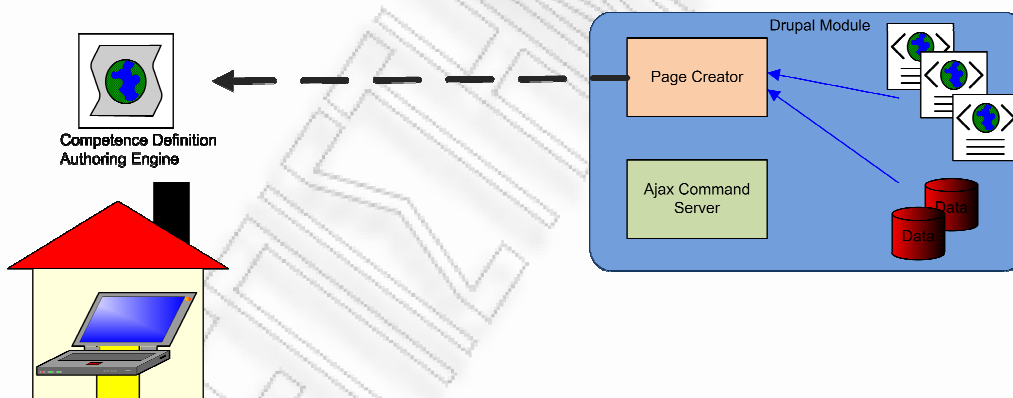 Drupal Module
Page Creator
Competence Definition
Authoring Engine
Ajax Command
Server
Data
Data